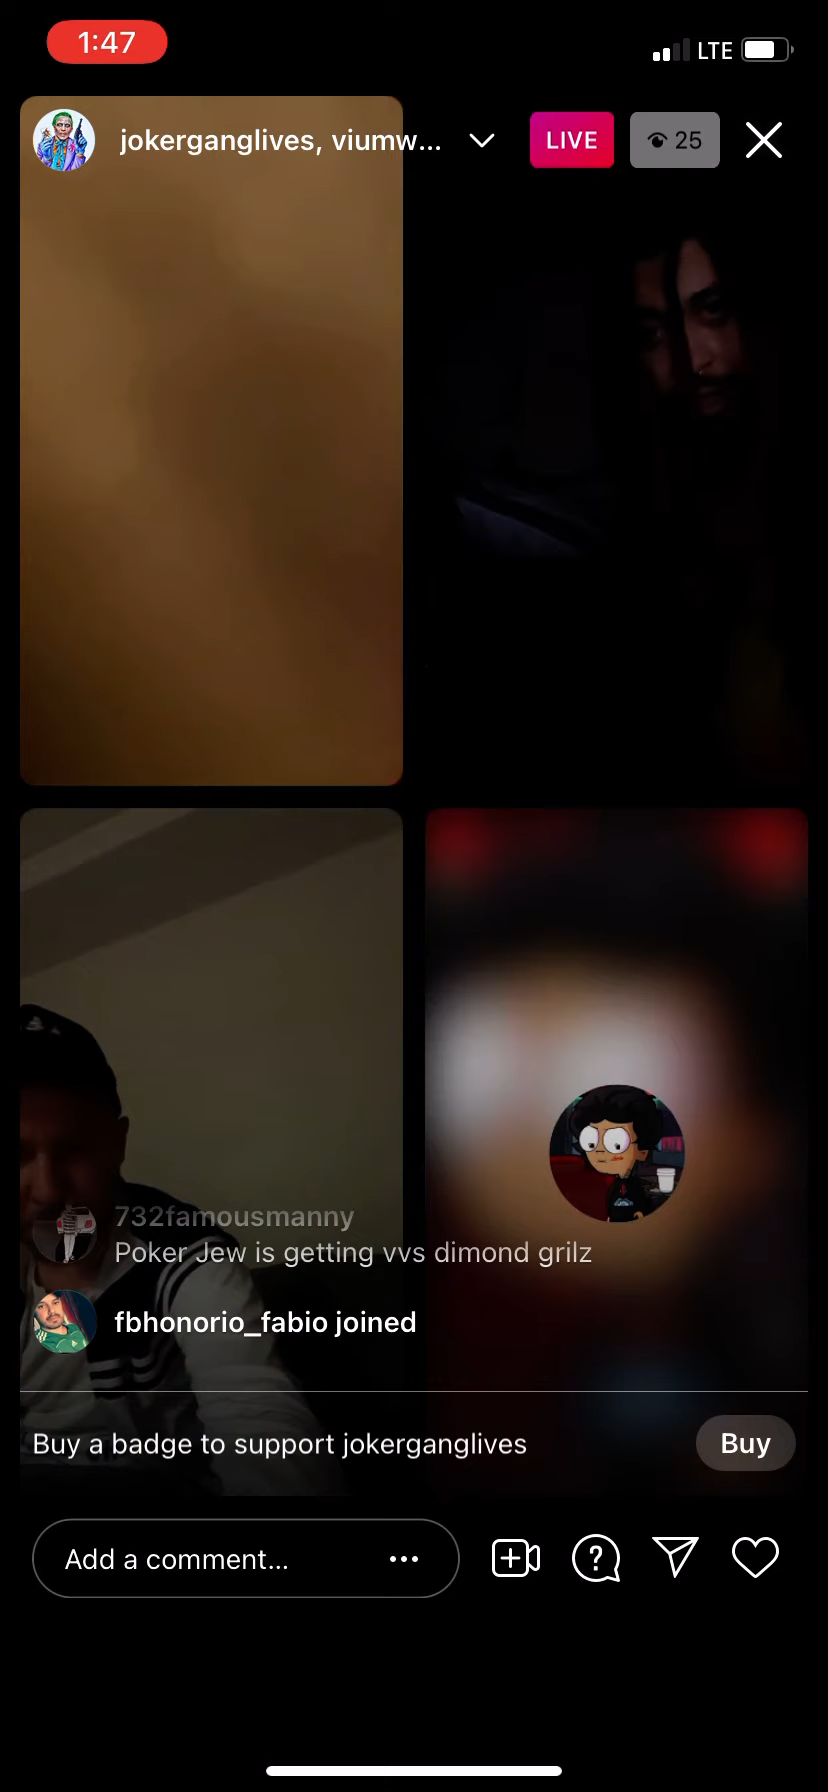 1:47
LTE
jokerganglives, viumw...
LIVE
25
732famousmanny
Poker Jew is getting vvs dimond grilz
fbhonorio_fabio joined
Buy a badge to support jokerganglives
Buy
Add a comment...